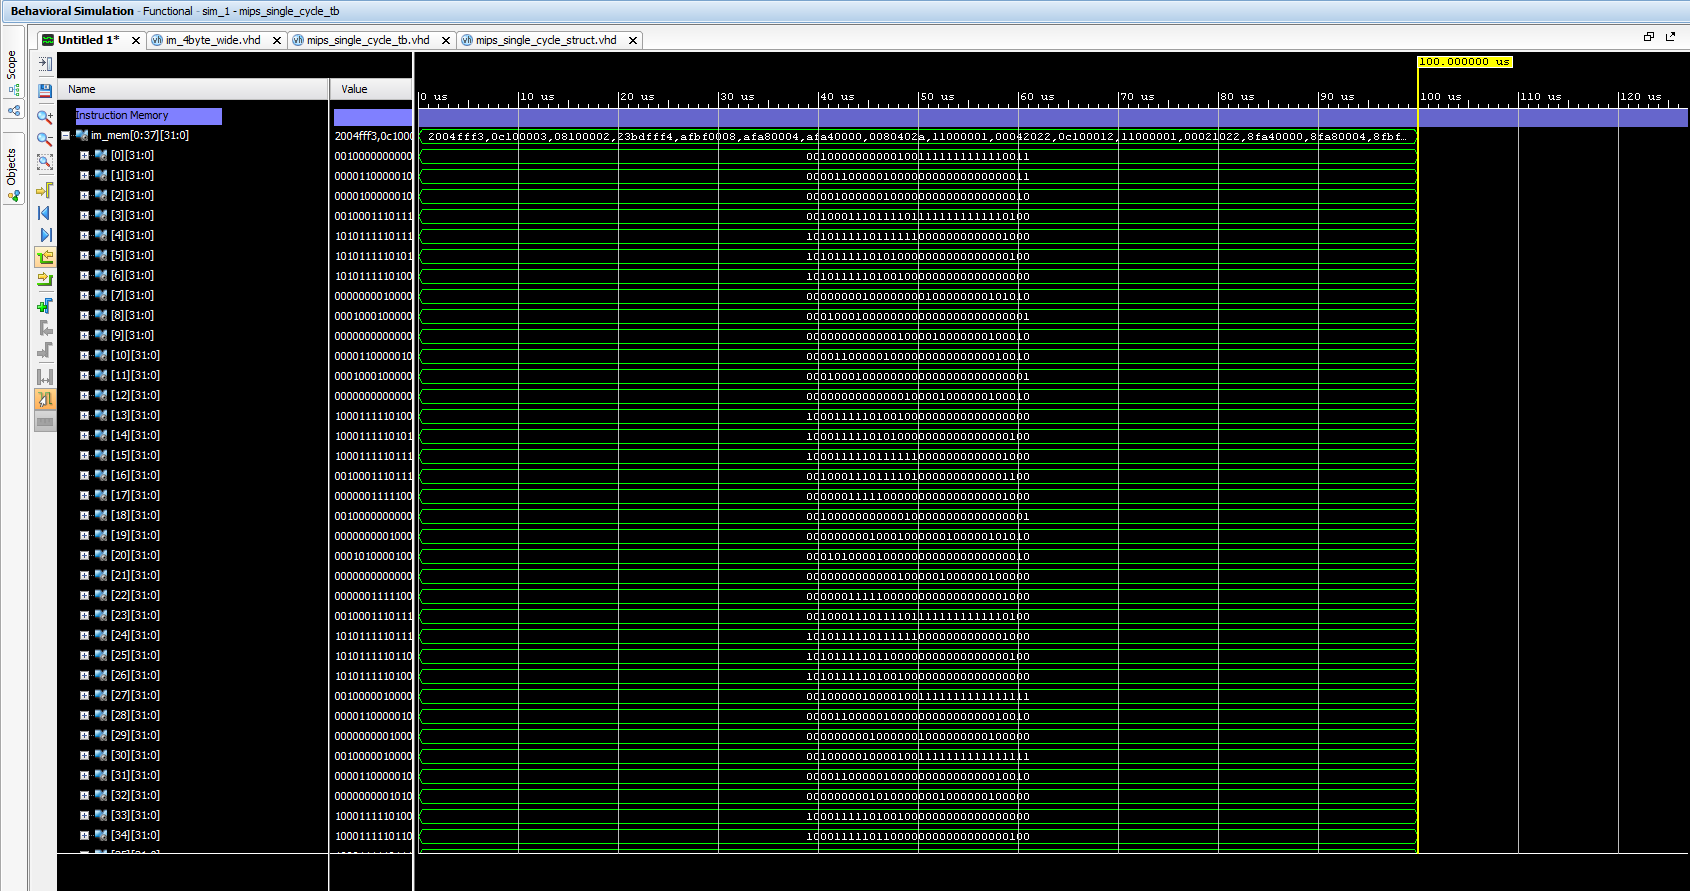 Behavioral Simulation - Functional - sim_1 - mips_single_cycle_tb
Scope
Objects
Untitled 1* im_4byte_wide.vhd mips_single_cycle_tb.vhd mips_single_cycle_struct.vhd
100.000000 us
Name Value 0 us 10 us 20 us 30 us 40 us 50 us 60 us 70 us 80 us 90 us 100 us 110 us 120 us
Instruction Memory
im_mem[0:37][31:0] 2004fff3,0c1000 2004fff3,0c100003,08100002,23bdfff4,afbf0008,afa80004,afa40000,0080402a,11000001,00042022,0c100012,11000001,00021022,8fa40000,8fa80004,8fbf...
[0][31:0] 0010000000000 00100000000001001111111111110011
[1][31:0] 0000110000010 00001100000100000000000000000011
[2][31:0] 0000100000010 00001000000100000000000000000010
[3][31:0] 0010001110111 00100011101111011111111111110100
[4][31:0] 1010111110111 10101111101111110000000000001000
[5][31:0] 1010111110101 10101111101010000000000000000100
[6][31:0] 1010111110100 10101111101001000000000000000000
[7][31:0] 0000000010000 00000000100000000100000000101010
[8][31:0] 0001000100000 00010001000000000000000000000001
[9][31:0] 0000000000000 00000000000001000010000000100010
[10][31:0] 0000110000010 00001100000100000000000000010010
[11][31:0] 0001000100000 00010001000000000000000000000001
[12][31:0] 0000000000000 00000000000000100001000000100010
[13][31:0] 1000111110100 10001111101001000000000000000000
[14][31:0] 1000111110101 10001111101010000000000000000100
[15][31:0] 1000111110111 10001111101111110000000000001000
[16][31:0] 0010001110111 00100011101111010000000000001100
[17][31:0] 0000001111100 00000011111000000000000000001000
[18][31:0] 0010000000000 00100000000000100000000000000001
[19][31:0] 0000000001000 00000000010001000000100000101010
[20][31:0] 0001010000100 00010100001000000000000000000010
[21][31:0] 0000000000000 00000000000001000001000000100000
[22][31:0] 0000001111100 00000011111000000000000000001000
[23][31:0] 0010001110111 00100011101111011111111111110100
[24][31:0] 1010111110111 10101111101111110000000000001000
[25][31:0] 1010111110110 10101111101100000000000000000100
[26][31:0] 1010111110100 10101111101001000000000000000000
[27][31:0] 0010000010000 00100000100001001111111111111111
[28][31:0] 0000110000010 00001100000100000000000000010010
[29][31:0] 0000000001000 00000000010000001000000000100000
[30][31:0] 0010000010000 00100000100001001111111111111111
[31][31:0] 0000110000010 00001100000100000000000000010010
[32][31:0] 0000000001010 00000000010100000001000000100000
[33][31:0] 1000111110100 10001111101001000000000000000000
[34][31:0] 1000111110110 10001111101100000000000000000100